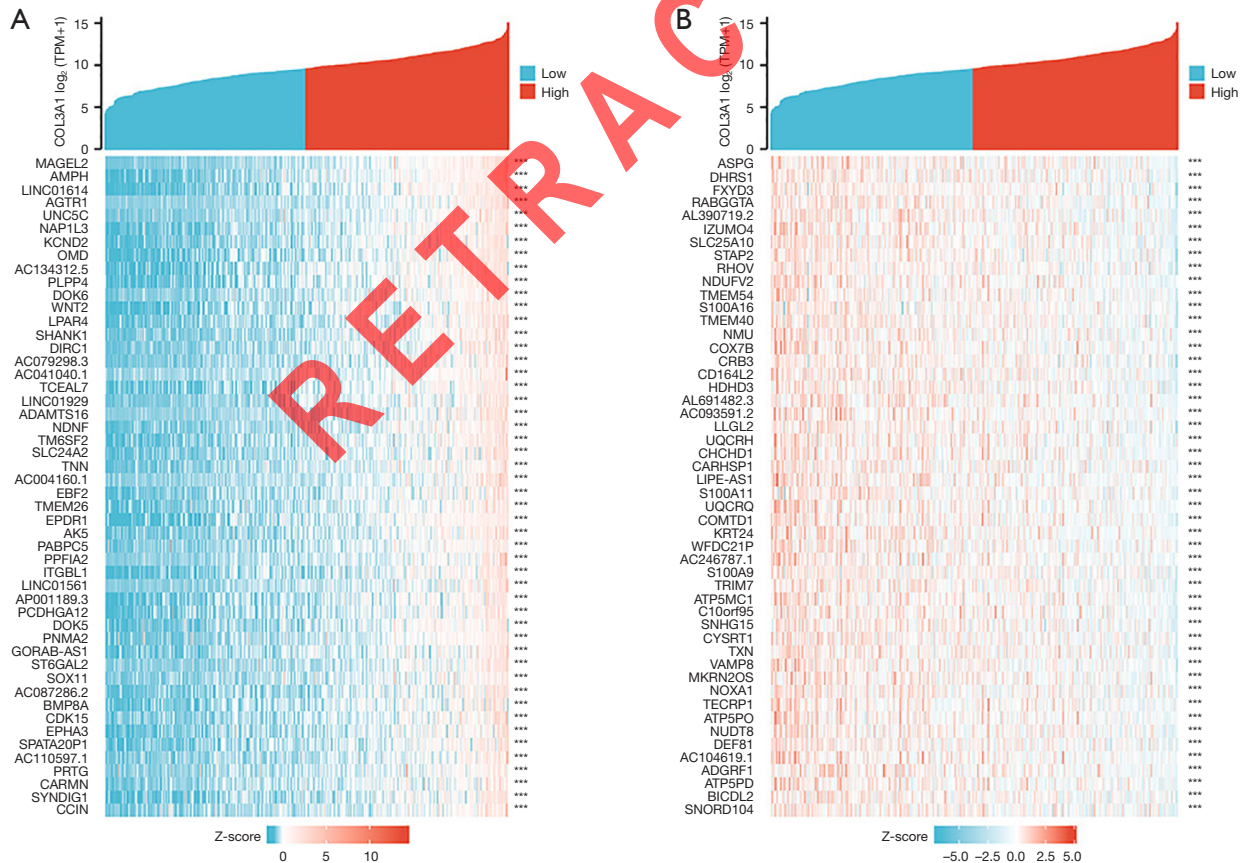 A
COL3A1 log2 (TPM+1)
15
10
5
0
Low
High
MAGEL2 ***
AMPH ***
LINC01614 ***
AGTR1 ***
UNC5C ***
NAP1L3 ***
KCND2 ***
OMD ***
AC134312.5 ***
PLPP4 ***
DOK6 ***
WNT2 ***
LPAR4 ***
SHANK1 ***
DIRC1 ***
AC079298.3 ***
AC041040.1 ***
TCEAL7 ***
LINC01929 ***
ADAMTS16 ***
NDNF ***
TM6SF2 ***
SLC24A2 ***
TNN ***
AC004160.1 ***
EBF2 ***
TMEM26 ***
EPDR1 ***
AK5 ***
PABPC5 ***
PPFIA2 ***
ITGBL1 ***
LINC01561 ***
AP001189.3 ***
PCDHGA12 ***
DOK5 ***
PNMA2 ***
GORAB-AS1 ***
ST6GAL2 ***
SOX11 ***
AC087286.2 ***
BMP8A ***
CDK15 ***
EPHA3 ***
SPATA20P1 ***
AC110597.1 ***
PRTG ***
CARMN ***
SYNDIG1 ***
CCIN ***
Z-score
0 5 10
B
COL3A1 log2 (TPM+1)
15
10
5
0
Low
High
ASPG ***
DHRS1 ***
FXYD3 ***
RABGGTA ***
AL390719.2 ***
IZUMO4 ***
SLC25A10 ***
STAP2 ***
RHOV ***
NDUFV2 ***
TMEM54 ***
S100A16 ***
TMEM40 ***
NMU ***
COX7B ***
CRB3 ***
CD164L2 ***
HDHD3 ***
AL691482.3 ***
AC093591.2 ***
LLGL2 ***
UQCRH ***
CHCHD1 ***
CARHSP1 ***
LIPE-AS1 ***
S100A11 ***
UQCRQ ***
COMTD1 ***
KRT24 ***
WFDC21P ***
AC246787.1 ***
S100A9 ***
TRIM7 ***
ATP5MC1 ***
C10orf95 ***
SNHG15 ***
CYSRT1 ***
TXN ***
VAMP8 ***
MKRN2OS ***
NOXA1 ***
TECRP1 ***
ATP5PO ***
NUDT8 ***
DEF81 ***
AC104619.1 ***
ADGRF1 ***
ATP5PD ***
BICDL2 ***
SNORD104 ***
Z-score
−5.0 −2.5 0.0 2.5 5.0
RETRAC